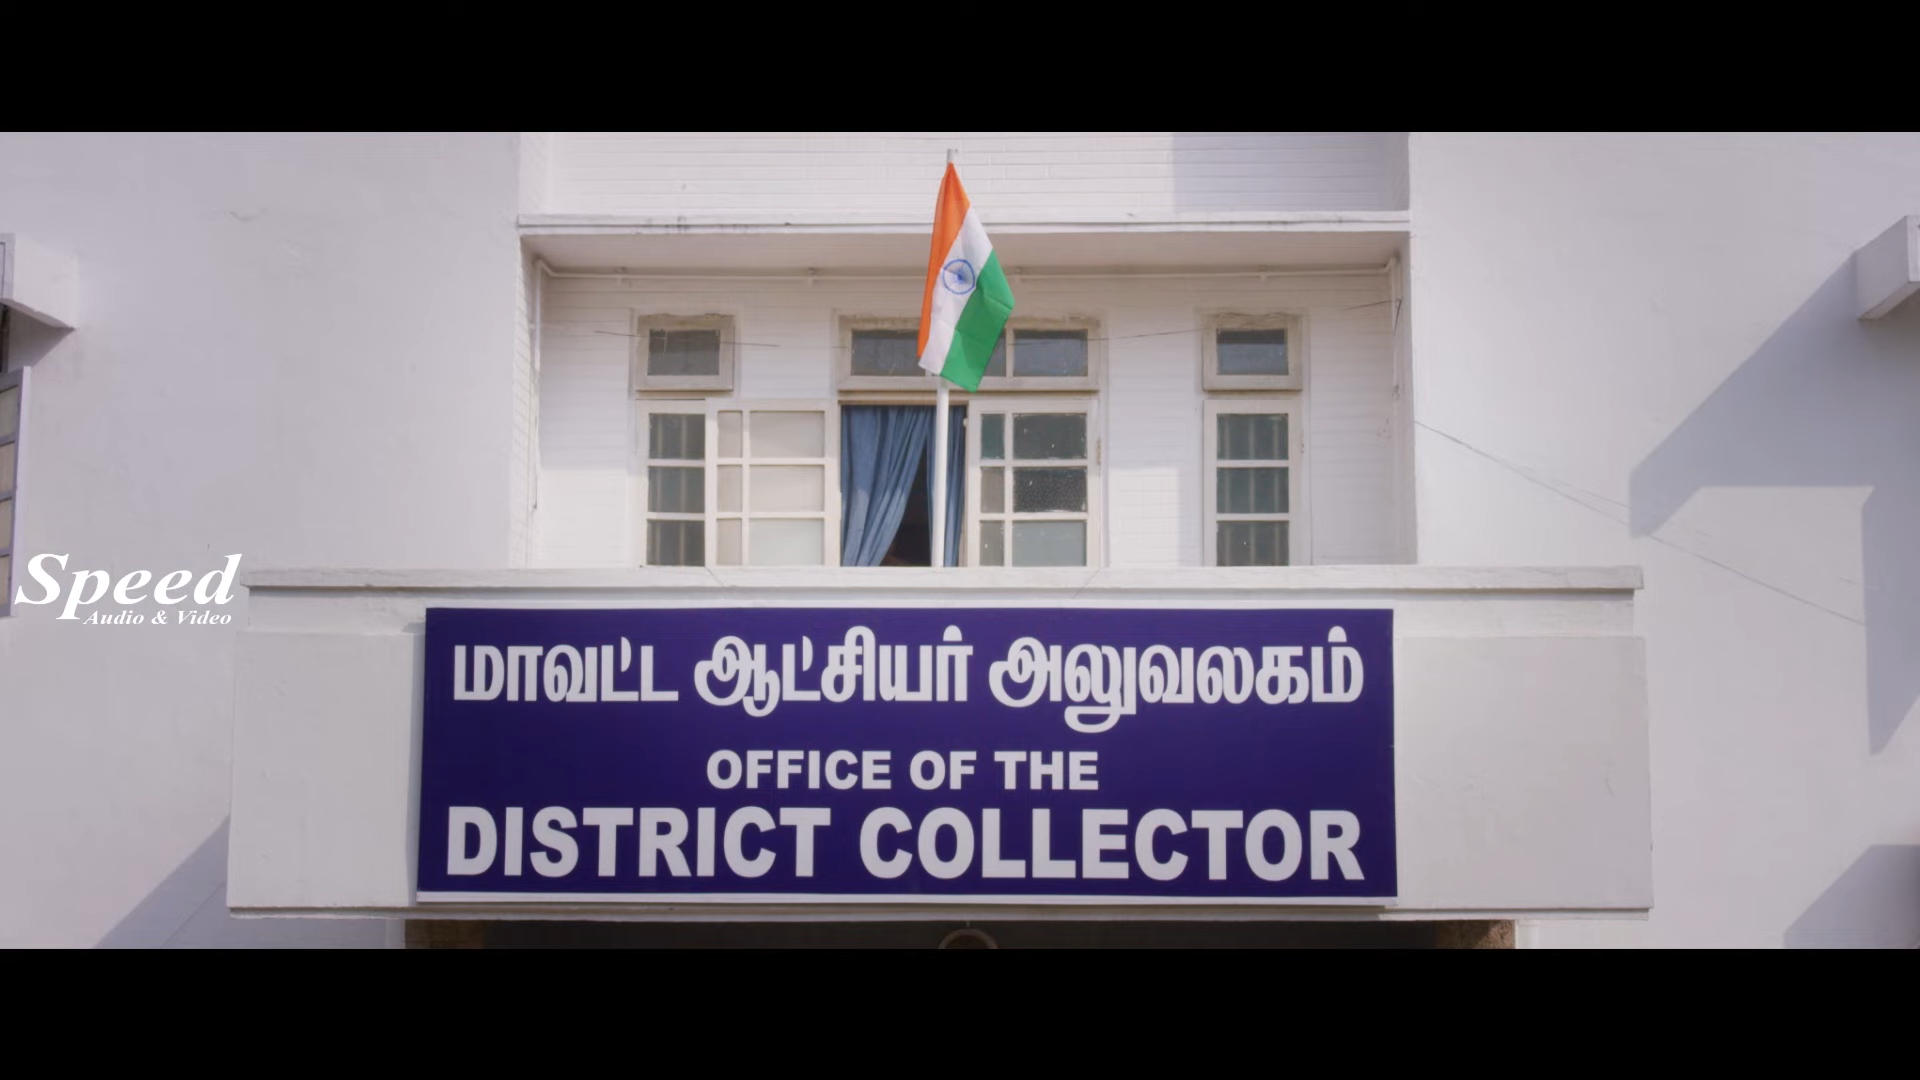 Speed
Audio & Video
மாவட்ட ஆட்சியர் அலுவலகம்
OFFICE OF THE
DISTRICT COLLECTOR